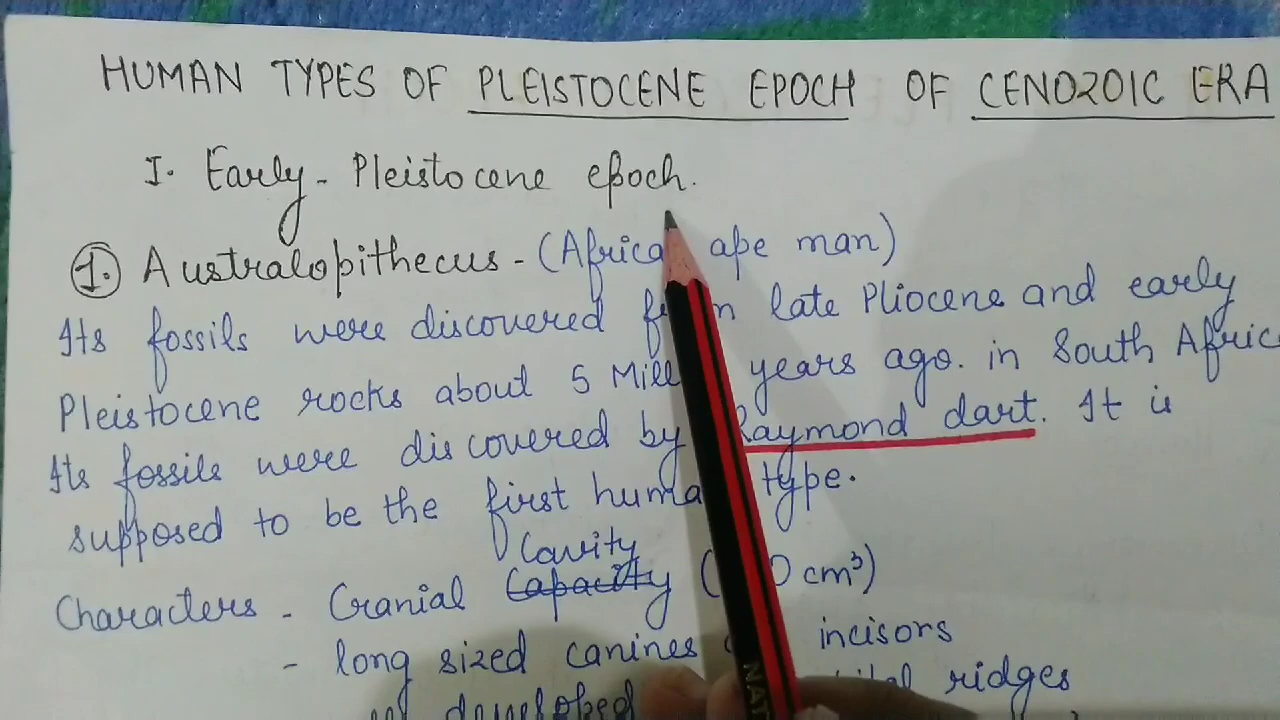 HUMAN TYPES OF PLEISTOCENE EPOCH OF CENOZOIC ERA
I. Early - Pleistocene epoch.
1. Australopithecus - (Africa ape man)
Its fossils were discovered late Pliocene and early
Pleistocene rocks about 5 Mill years ago. in South Afric
Its fossils were discovered by Raymond dart. It is
supposed to be the first huma type.
Cavity
Characters - Cranial Capacity ( 0 cm³)
- long sized canines incisors
ridges
developed
NAT